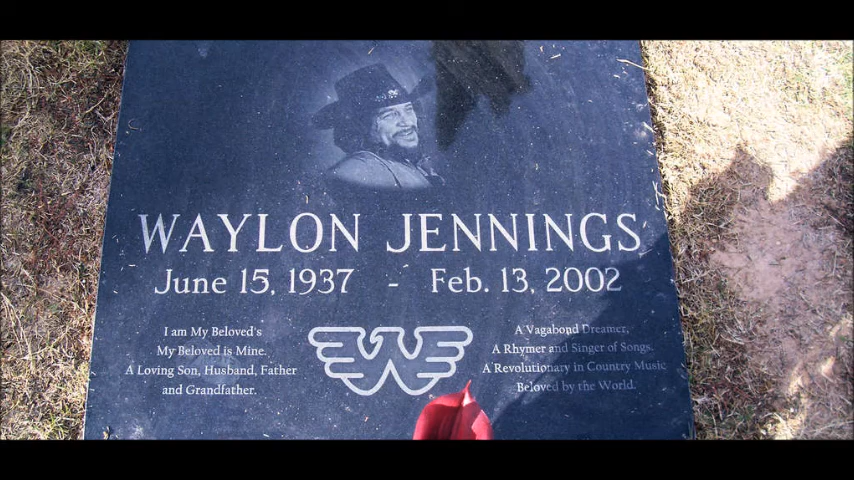 WAYLON JENNINGS
June 15, 1937 - Feb. 13, 2002
I am My Beloved's
My Beloved is Mine.
A Loving Son, Husband, Father
and Grandfather.
A Vagabond Dreamer,
A Rhymer and Singer of Songs.
A Revolutionary in Country Music
Beloved by the World.